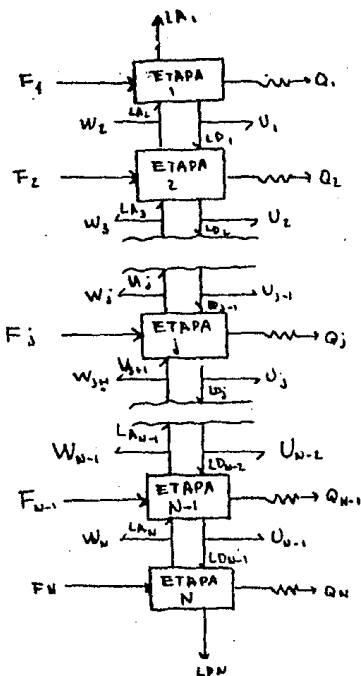 LA1
F1 ETAPA 1 Q1
W2 LA2 LD1 U1
F2 ETAPA 2 Q2
W3 LA3 LD2 U2
Wj Uj Uj-1
Fj ETAPA j Qj
Wj+1 Uj+1 LDj Uj
LAN-1
WN-1 LDN-2 UN-2
FN-1 ETAPA N-1 QN-1
WN LAN LDN-1 UN-1
FN ETAPA N QN
LDN